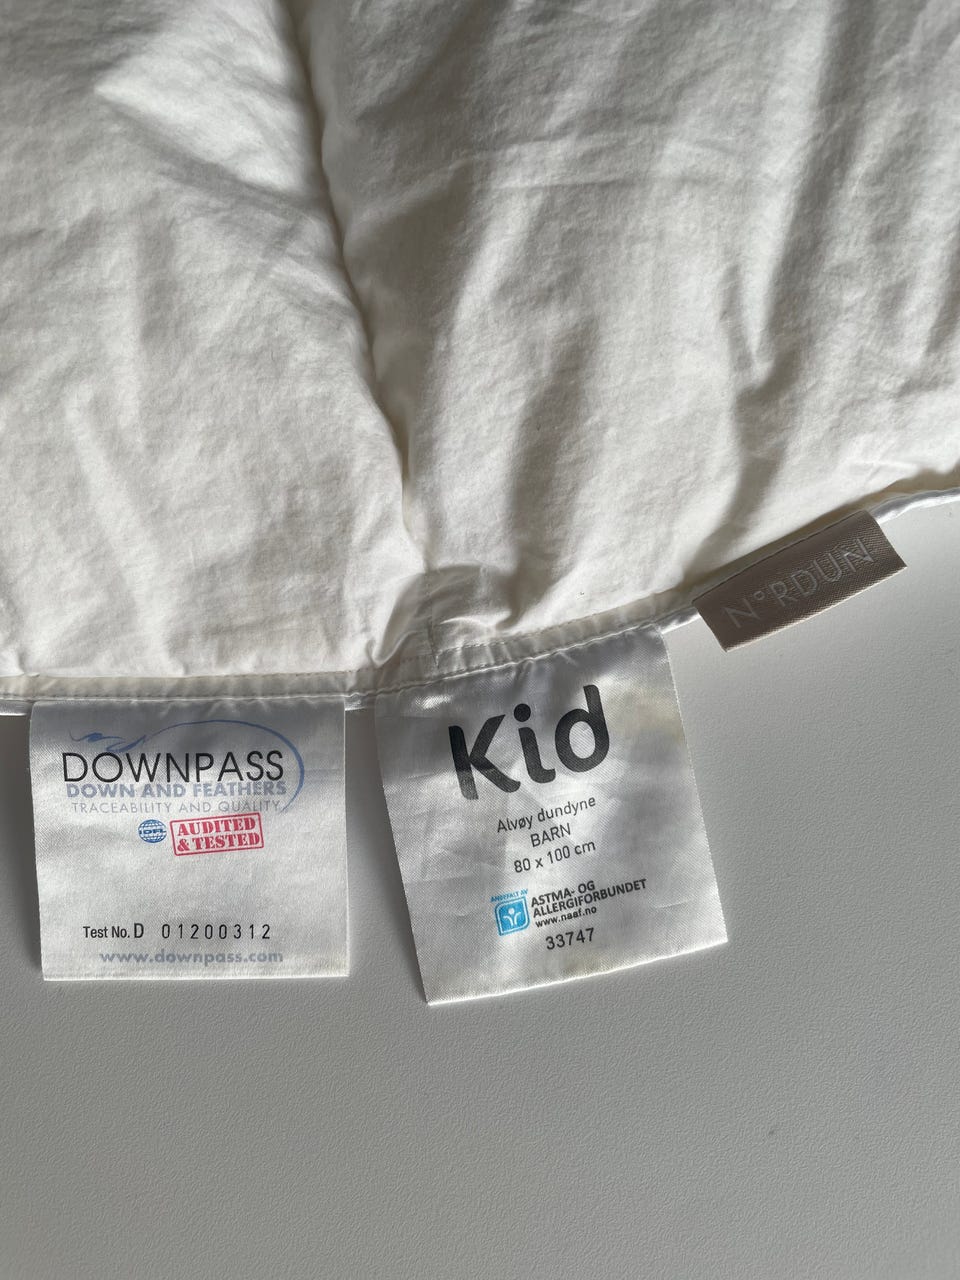 DOWNPASS
DOWN AND FEATHERS
TRACEABILITY AND QUALITY
IDFL
AUDITED
& TESTED
Test No. D 01200312
www.downpass.com
Kid
Alvøy dundyne
BARN
80 x 100 cm
ANBEFALT AV
ASTMA- OG
ALLERGIFORBUNDET
www.naaf.no
33747
N°RDUN